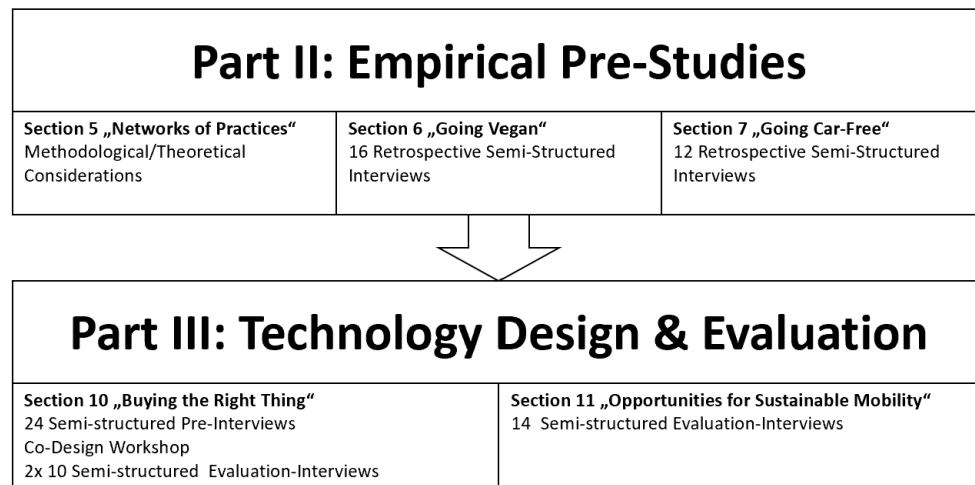 Part II: Empirical Pre-Studies
Section 5 „Networks of Practices“
Methodological/Theoretical
Considerations
Section 6 „Going Vegan“
16 Retrospective Semi-Structured
Interviews
Section 7 „Going Car-Free“
12 Retrospective Semi-Structured
Interviews
Part III: Technology Design & Evaluation
Section 10 „Buying the Right Thing“
24 Semi-structured Pre-Interviews
Co-Design Workshop
2x 10 Semi-structured Evaluation-Interviews
Section 11 „Opportunities for Sustainable Mobility“
14 Semi-structured Evaluation-Interviews